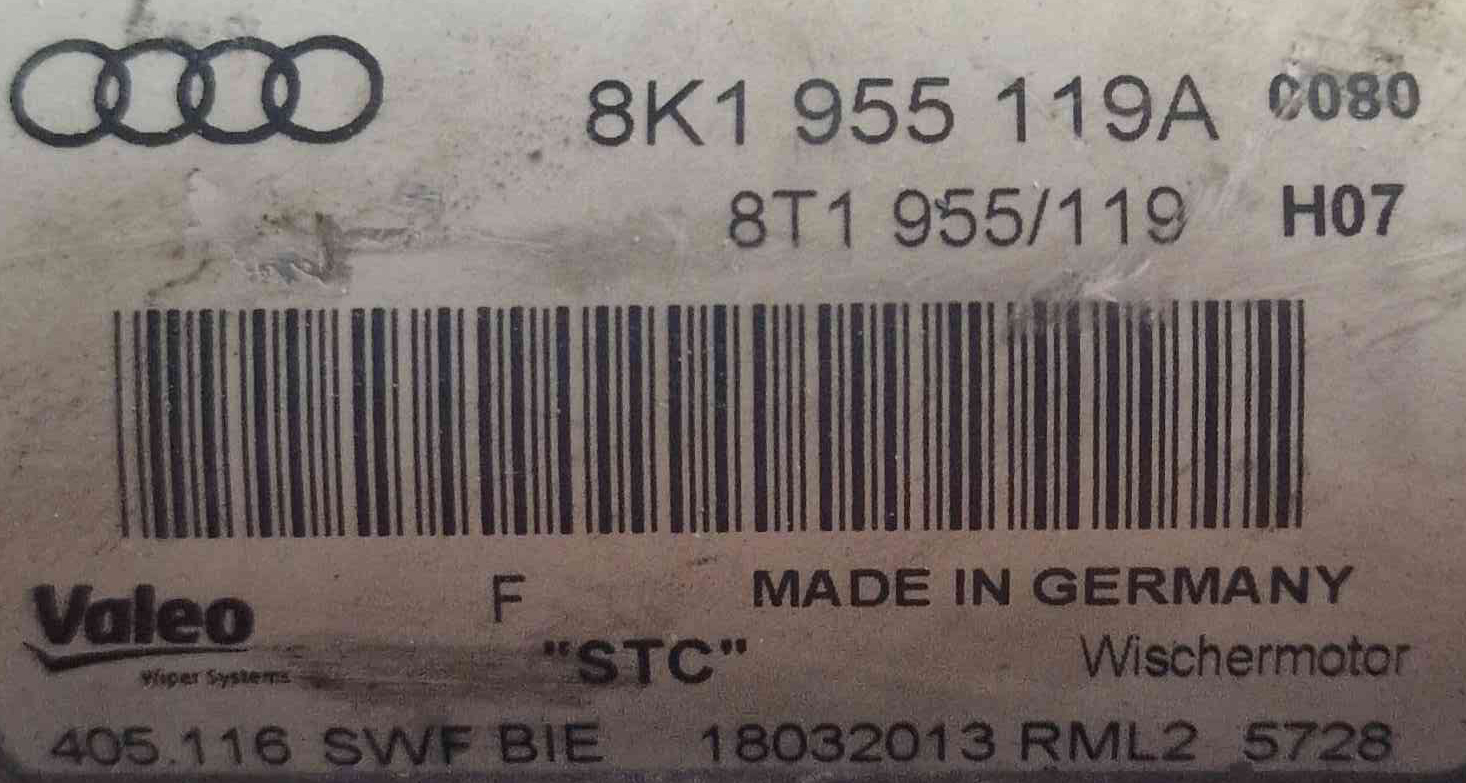 8K1 955 119A 0080
8T1 955/119 H07
Valeo F MADE IN GERMANY
Wiper Systems "STC" Wischermotor
405.116 SWF BIE 18032013 RML2 5728